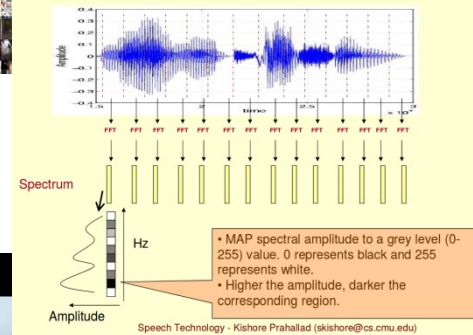 0.4
0.3
0.2
0.1
0
-0.1
-0.2
-0.3
-0.4
Amplitude
1.5 2 2.5 3
time
× 10⁴
FFT FFT FFT FFT FFT FFT FFT FFT FFT FFT FFT FFT FFT
Spectrum
Hz
Amplitude
• MAP spectral amplitude to a grey level (0-
255) value. 0 represents black and 255
represents white.
• Higher the amplitude, darker the
corresponding region.
Speech Technology - Kishore Prahallad (skishore@cs.cmu.edu)